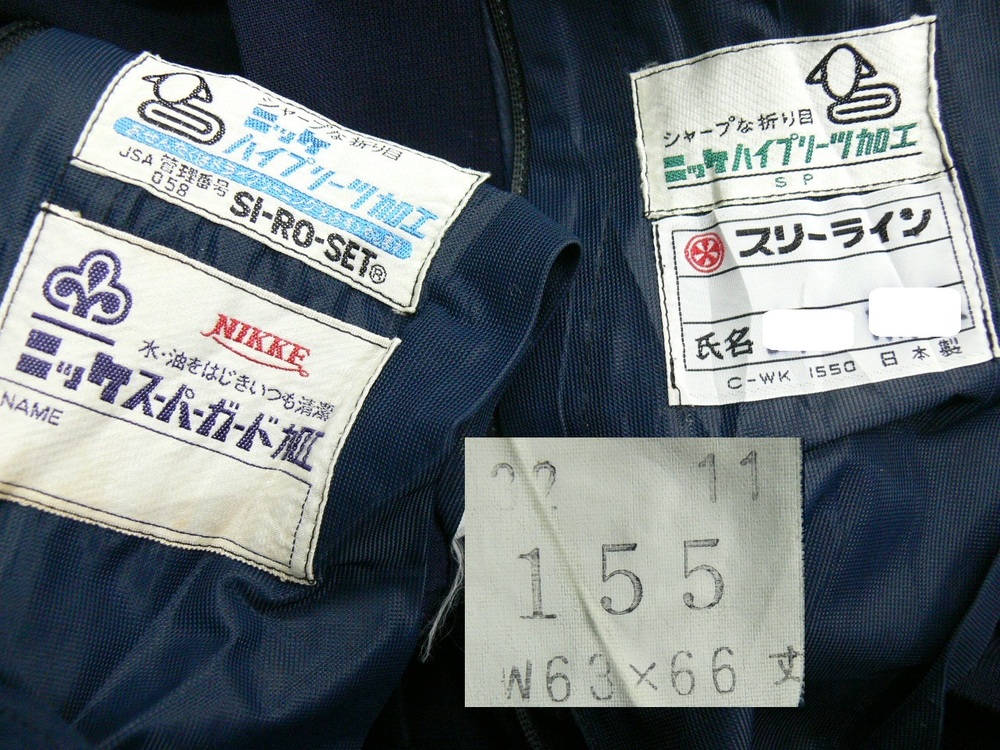 シャープな折り目
ニッケ
ハイプリーツ加工
JSA 管理番号
058
SI-RO-SET®
NIKKE
水・油をはじきいつも清潔
ニッケスーパーガード加工
NAME
シャープな折り目
ニッケハイプリーツ加工
SP
スリーライン
氏名
C-WK 1550 日本製
22 11
155
W63×66 丈